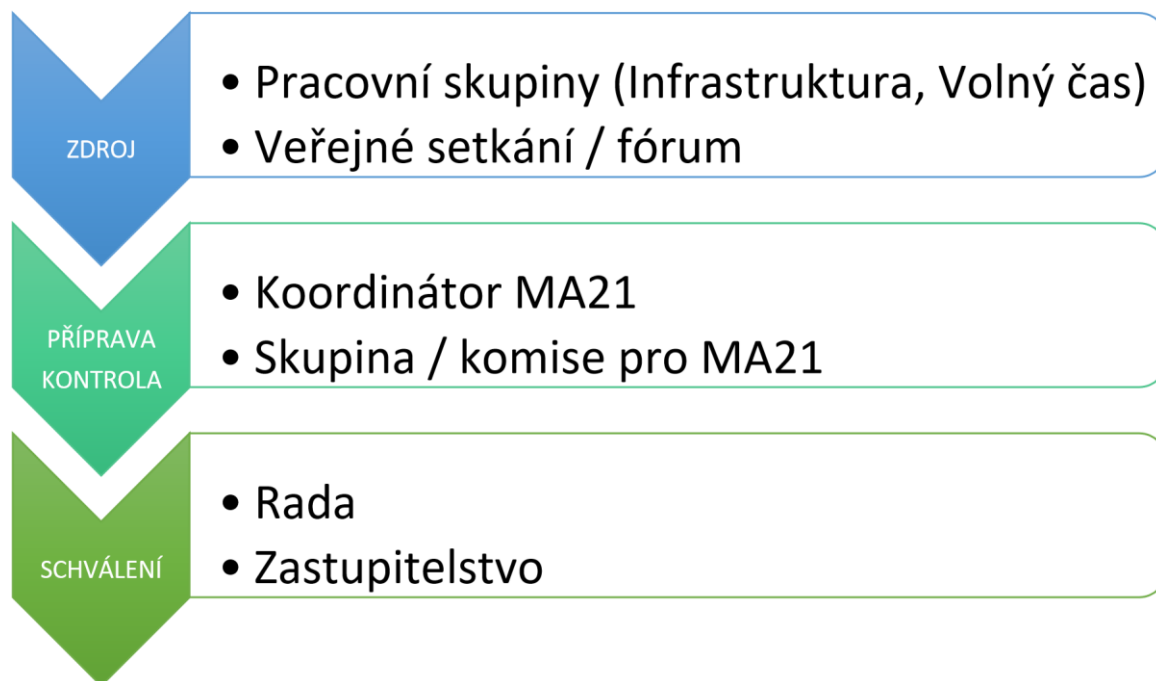 ZDROJ
• Pracovní skupiny (Infrastruktura, Volný čas)
• Veřejné setkání / fórum
PŘÍPRAVA
KONTROLA
• Koordinátor MA21
• Skupina / komise pro MA21
SCHVÁLENÍ
• Rada
• Zastupitelstvo